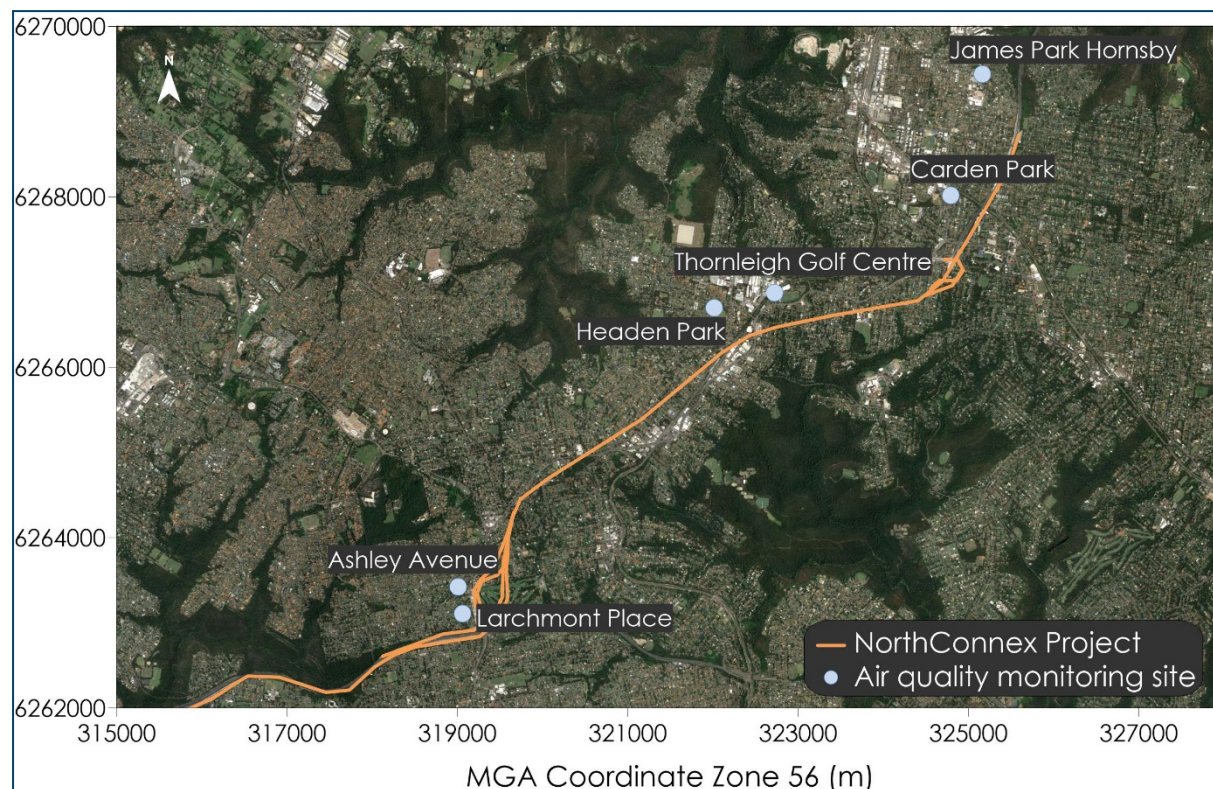 6270000
N
James Park Hornsby
Carden Park
6268000
Thornleigh Golf Centre
Headen Park
6266000
6264000
Ashley Avenue
Larchmont Place
NorthConnex Project
Air quality monitoring site
6262000
315000 317000 319000 321000 323000 325000 327000
MGA Coordinate Zone 56 (m)